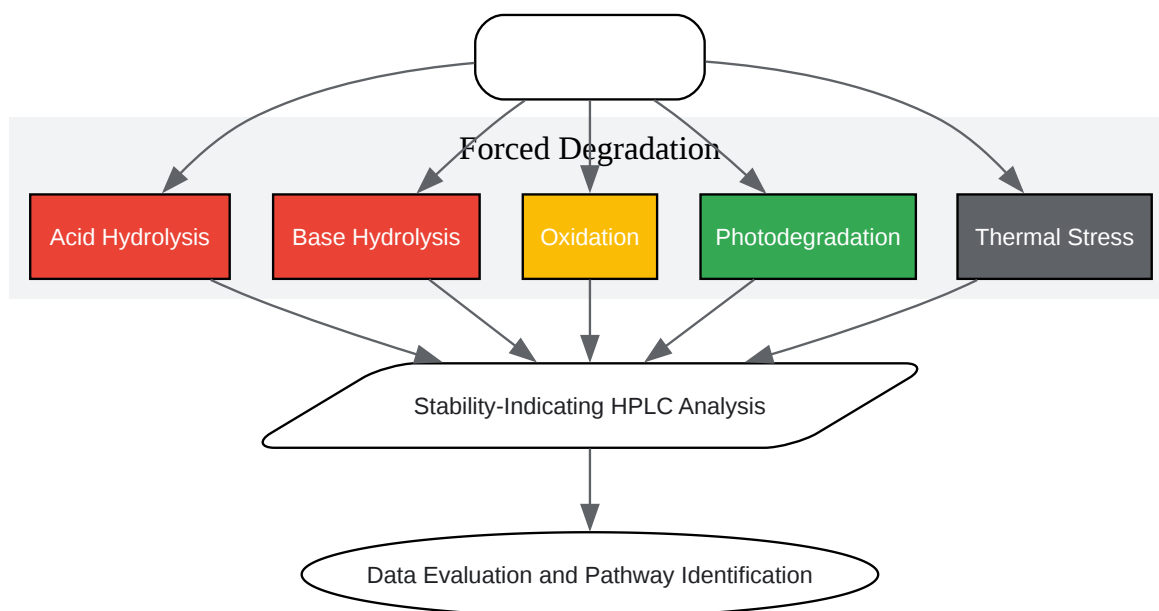 Forced Degradation
Acid Hydrolysis
Base Hydrolysis
Oxidation
Photodegradation
Thermal Stress
Stability-Indicating HPLC Analysis
Data Evaluation and Pathway Identification